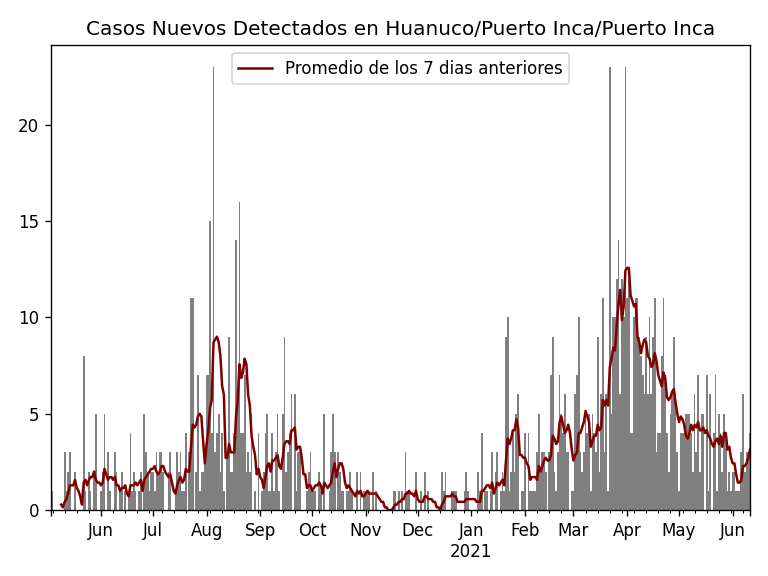 Casos Nuevos Detectados en Huanuco/Puerto Inca/Puerto Inca
Promedio de los 7 dias anteriores
20
15
10
5
0
Jun Jul Aug Sep Oct Nov Dec Jan Feb Mar Apr May Jun
2021